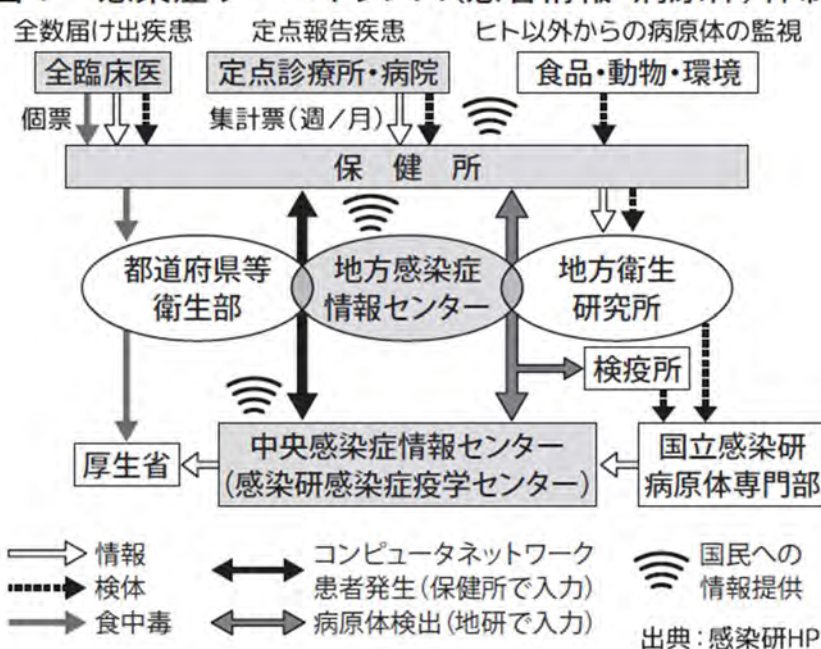 全数届け出疾患
定点報告疾患
ヒト以外からの病原体の監視
全臨床医
定点診療所・病院
食品・動物・環境
個票
集計票(週/月)
保健所
都道府県等
衛生部
地方感染症
情報センター
地方衛生
研究所
検疫所
厚生省
中央感染症情報センター
(感染研感染症疫学センター)
国立感染研
病原体専門部
情報
検体
食中毒
コンピュータネットワーク
患者発生(保健所で入力)
病原体検出(地研で入力)
国民への
情報提供
出典:感染研HP